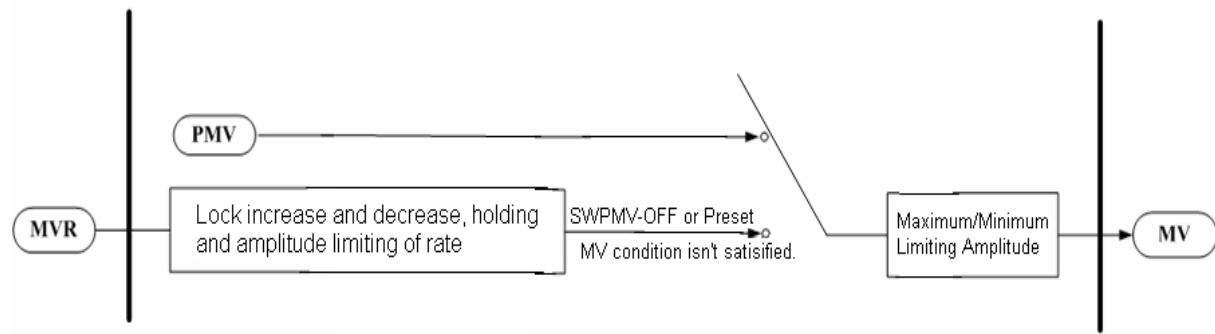 PMV
MVR
Lock increase and decrease, holding
and amplitude limiting of rate
SWPMV-OFF or Preset
MV condition isn't satisified.
Maximum/Minimum
Limiting Amplitude
MV